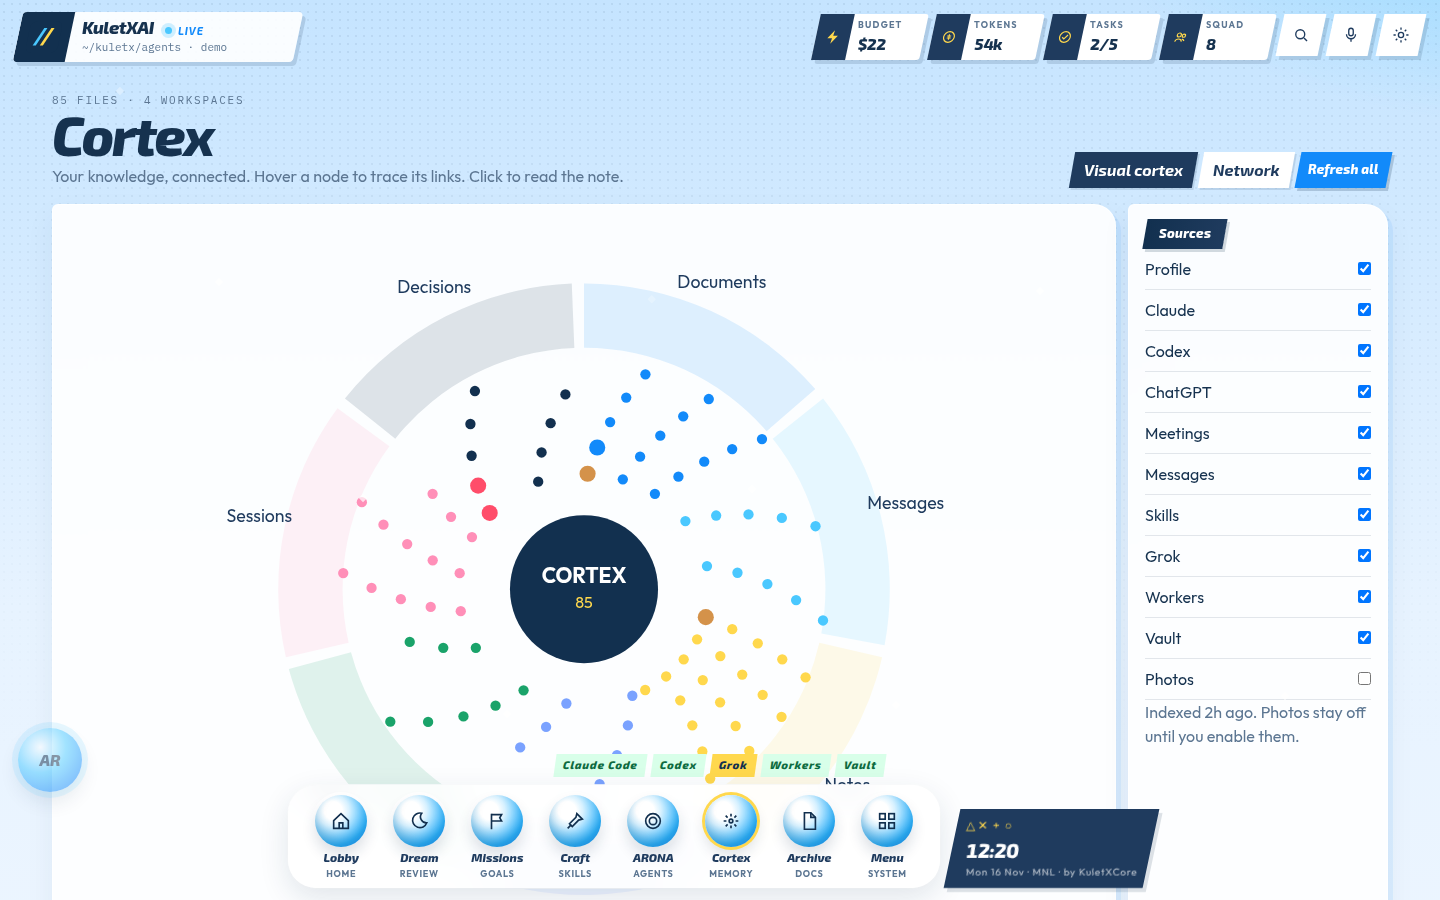 KuletXAI LIVE
~/kuletx/agents · demo
BUDGET
$22
TOKENS
54k
TASKS
2/5
SQUAD
8
85 FILES · 4 WORKSPACES
Cortex
Your knowledge, connected. Hover a node to trace its links. Click to read the note.
Visual cortex
Network
Refresh all
Decisions
Documents
Sessions
Messages
CORTEX
85
Notes
Sources
Profile
Claude
Codex
ChatGPT
Meetings
Messages
Skills
Grok
Workers
Vault
Photos
Indexed 2h ago. Photos stay off
until you enable them.
AR
Claude Code
Codex
Grok
Workers
Vault
Lobby
HOME
Dream
REVIEW
Missions
GOALS
Craft
SKILLS
ARONA
AGENTS
Cortex
MEMORY
Archive
DOCS
Menu
SYSTEM
12:20
Mon 16 Nov · MNL · by KuletXCore